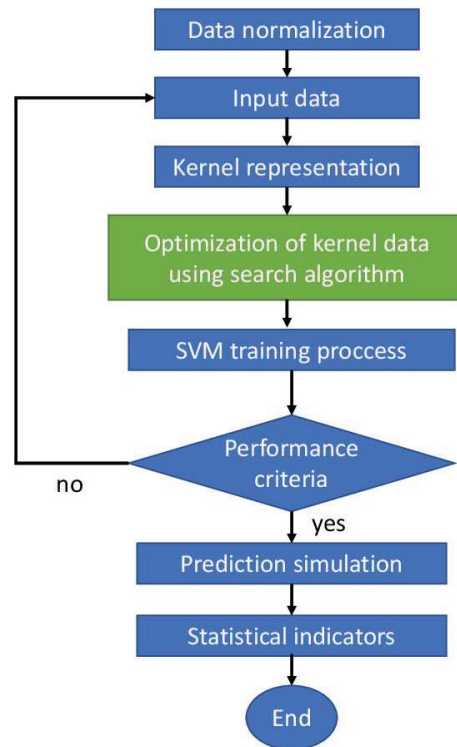 Data normalization
Input data
Kernel representation
Optimization of kernel data
using search algorithm
SVM training proccess
Performance
criteria
no
yes
Prediction simulation
Statistical indicators
End